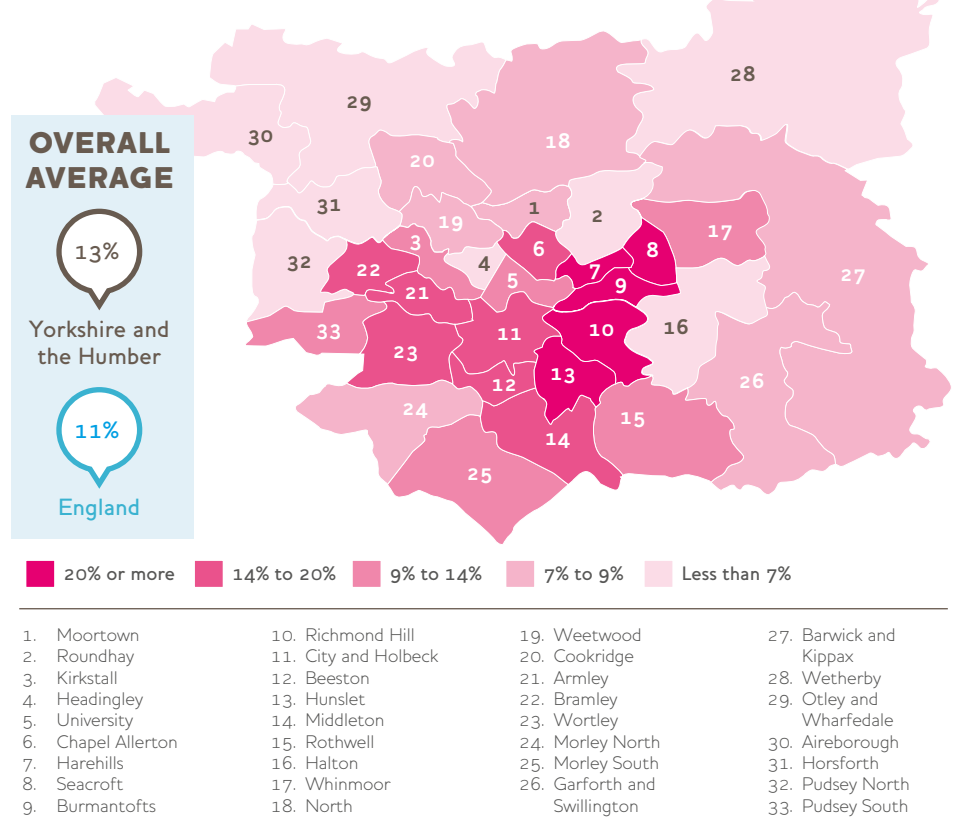 28
29
30
18
20
31
19
1
2
3
6
8
17
32
22
4
7
27
5
9
21
33
11
10
16
23
13
12
26
24
15
14
25
OVERALL
AVERAGE
13%
Yorkshire and
the Humber
11%
England
20% or more
14% to 20%
9% to 14%
7% to 9%
Less than 7%
1. Moortown
2. Roundhay
3. Kirkstall
4. Headingley
5. University
6. Chapel Allerton
7. Harehills
8. Seacroft
9. Burmantofts
10. Richmond Hill
11. City and Holbeck
12. Beeston
13. Hunslet
14. Middleton
15. Rothwell
16. Halton
17. Whinmoor
18. North
19. Weetwood
20. Cookridge
21. Armley
22. Bramley
23. Wortley
24. Morley North
25. Morley South
26. Garforth and
Swillington
27. Barwick and
Kippax
28. Wetherby
29. Otley and
Wharfedale
30. Aireborough
31. Horsforth
32. Pudsey North
33. Pudsey South